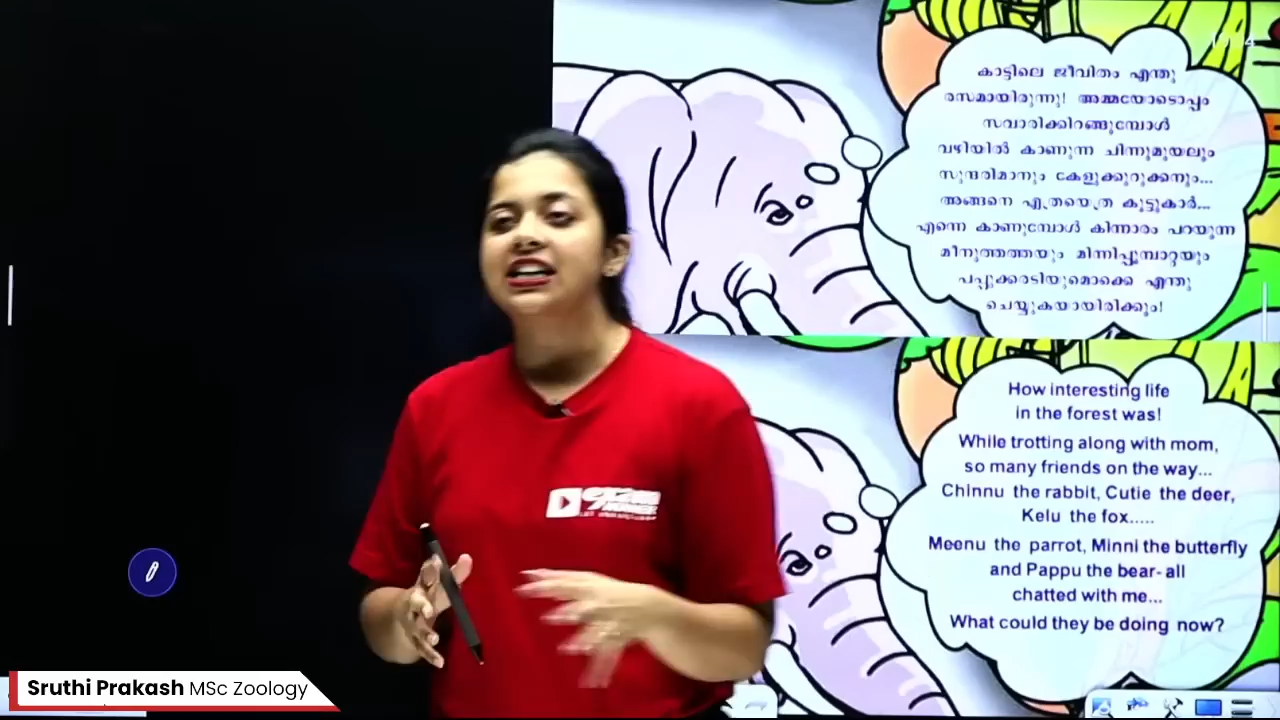 കാട്ടിലെ ജീവിതം എന്തു
രസമായിരുന്നു! അമ്മയോടൊപ്പം
സവാരിക്കിറങ്ങുമ്പോൾ
വഴിയിൽ കാണുന്ന ചിന്നുമുയലും
സുന്ദരിമാനും കേളുക്കുറുക്കനും...
അങ്ങനെ എത്രയെത്ര കൂട്ടുകാർ...
എന്നെ കാണുമ്പോൾ കിന്നാരം പറയുന്ന
മീനുത്തത്തയും മിന്നിപ്പൂമ്പാറ്റയും
പപ്പുക്കരടിയുമൊക്കെ എന്തു
ചെയ്യുകയായിരിക്കും!
How interesting life
in the forest was!
While trotting along with mom,
so many friends on the way...
Chinnu the rabbit, Cutie the deer,
Kelu the fox.....
Meenu the parrot, Minni the butterfly
and Pappu the bear- all
chatted with me...
What could they be doing now?
Sruthi Prakash MSc Zoology